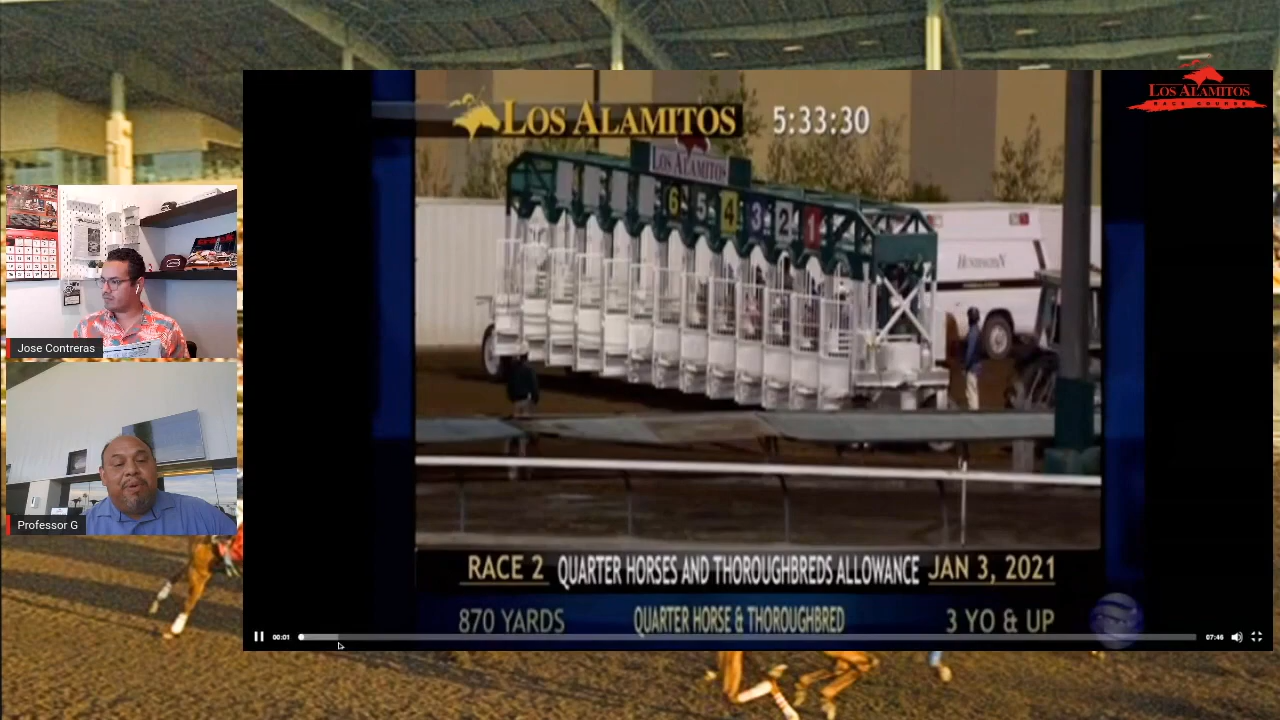 LOS ALAMITOS
RACE COURSE
LOS ALAMITOS 5:33:30
LOS ALAMITOS
6 5 4 3 2 1
HUNTINGTON
Jose Contreras
Professor G
RACE 2 QUARTER HORSES AND THOROUGHBREDS ALLOWANCE JAN 3, 2021
870 YARDS QUARTER HORSE & THOROUGHBRED 3 YO & UP
00:01 07:46